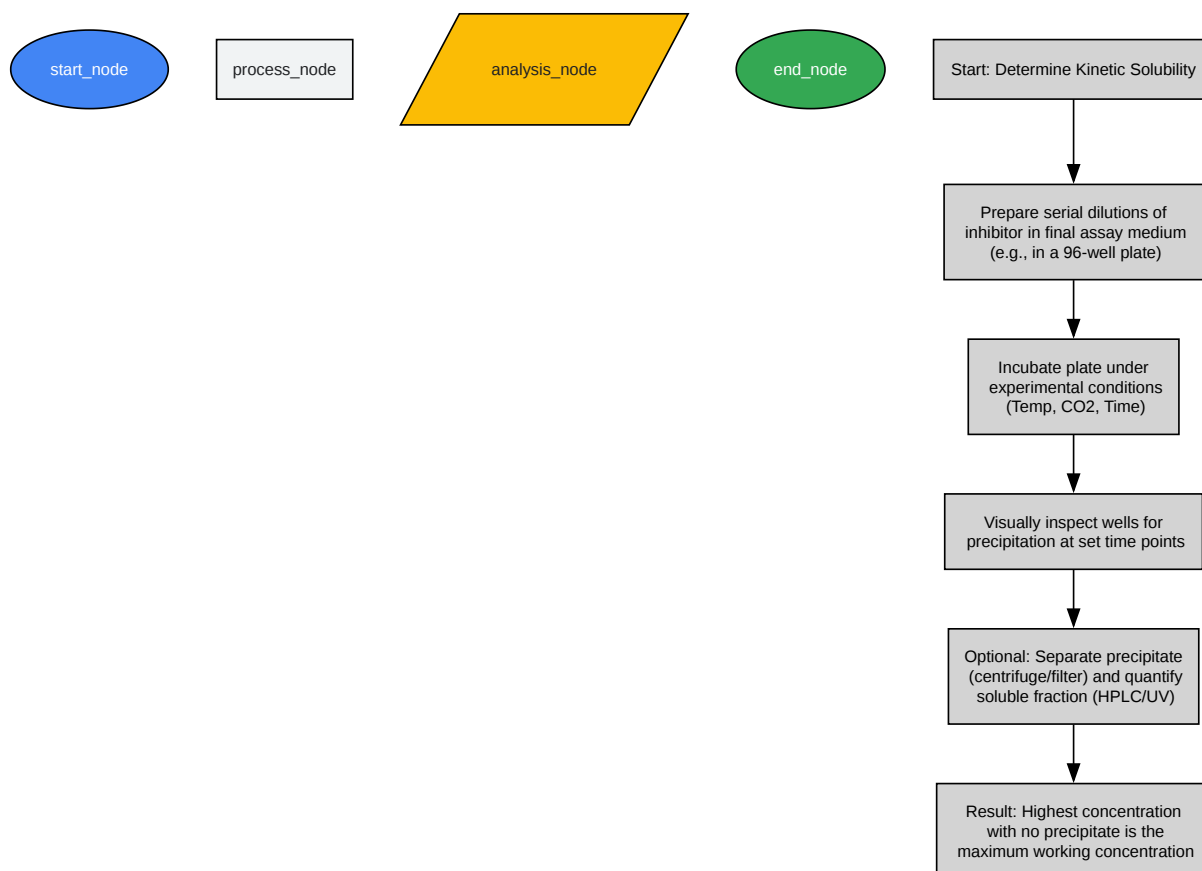 start_node
process_node
analysis_node
end_node
Start: Determine Kinetic Solubility
Prepare serial dilutions of
inhibitor in final assay medium
(e.g., in a 96-well plate)
Incubate plate under
experimental conditions
(Temp, CO2, Time)
Visually inspect wells for
precipitation at set time points
Optional: Separate precipitate
(centrifuge/filter) and quantify
soluble fraction (HPLC/UV)
Result: Highest concentration
with no precipitate is the
maximum working concentration